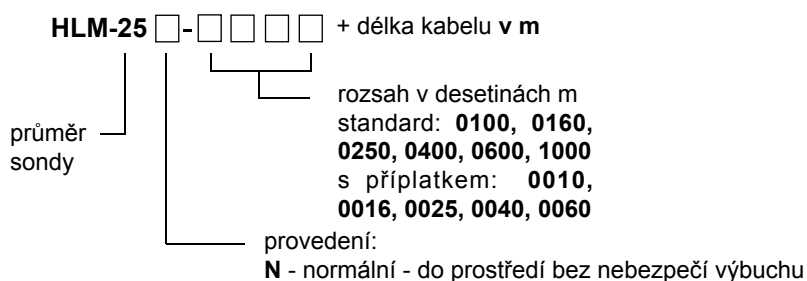 HLM-25 □-□□□□ + délka kabelu v m
rozsah v desetinách m
standard: 0100, 0160,
0250, 0400, 0600, 1000
s příplatkem: 0010,
0016, 0025, 0040, 0060
průměr
sondy
provedení:
N - normální - do prostředí bez nebezpečí výbuchu